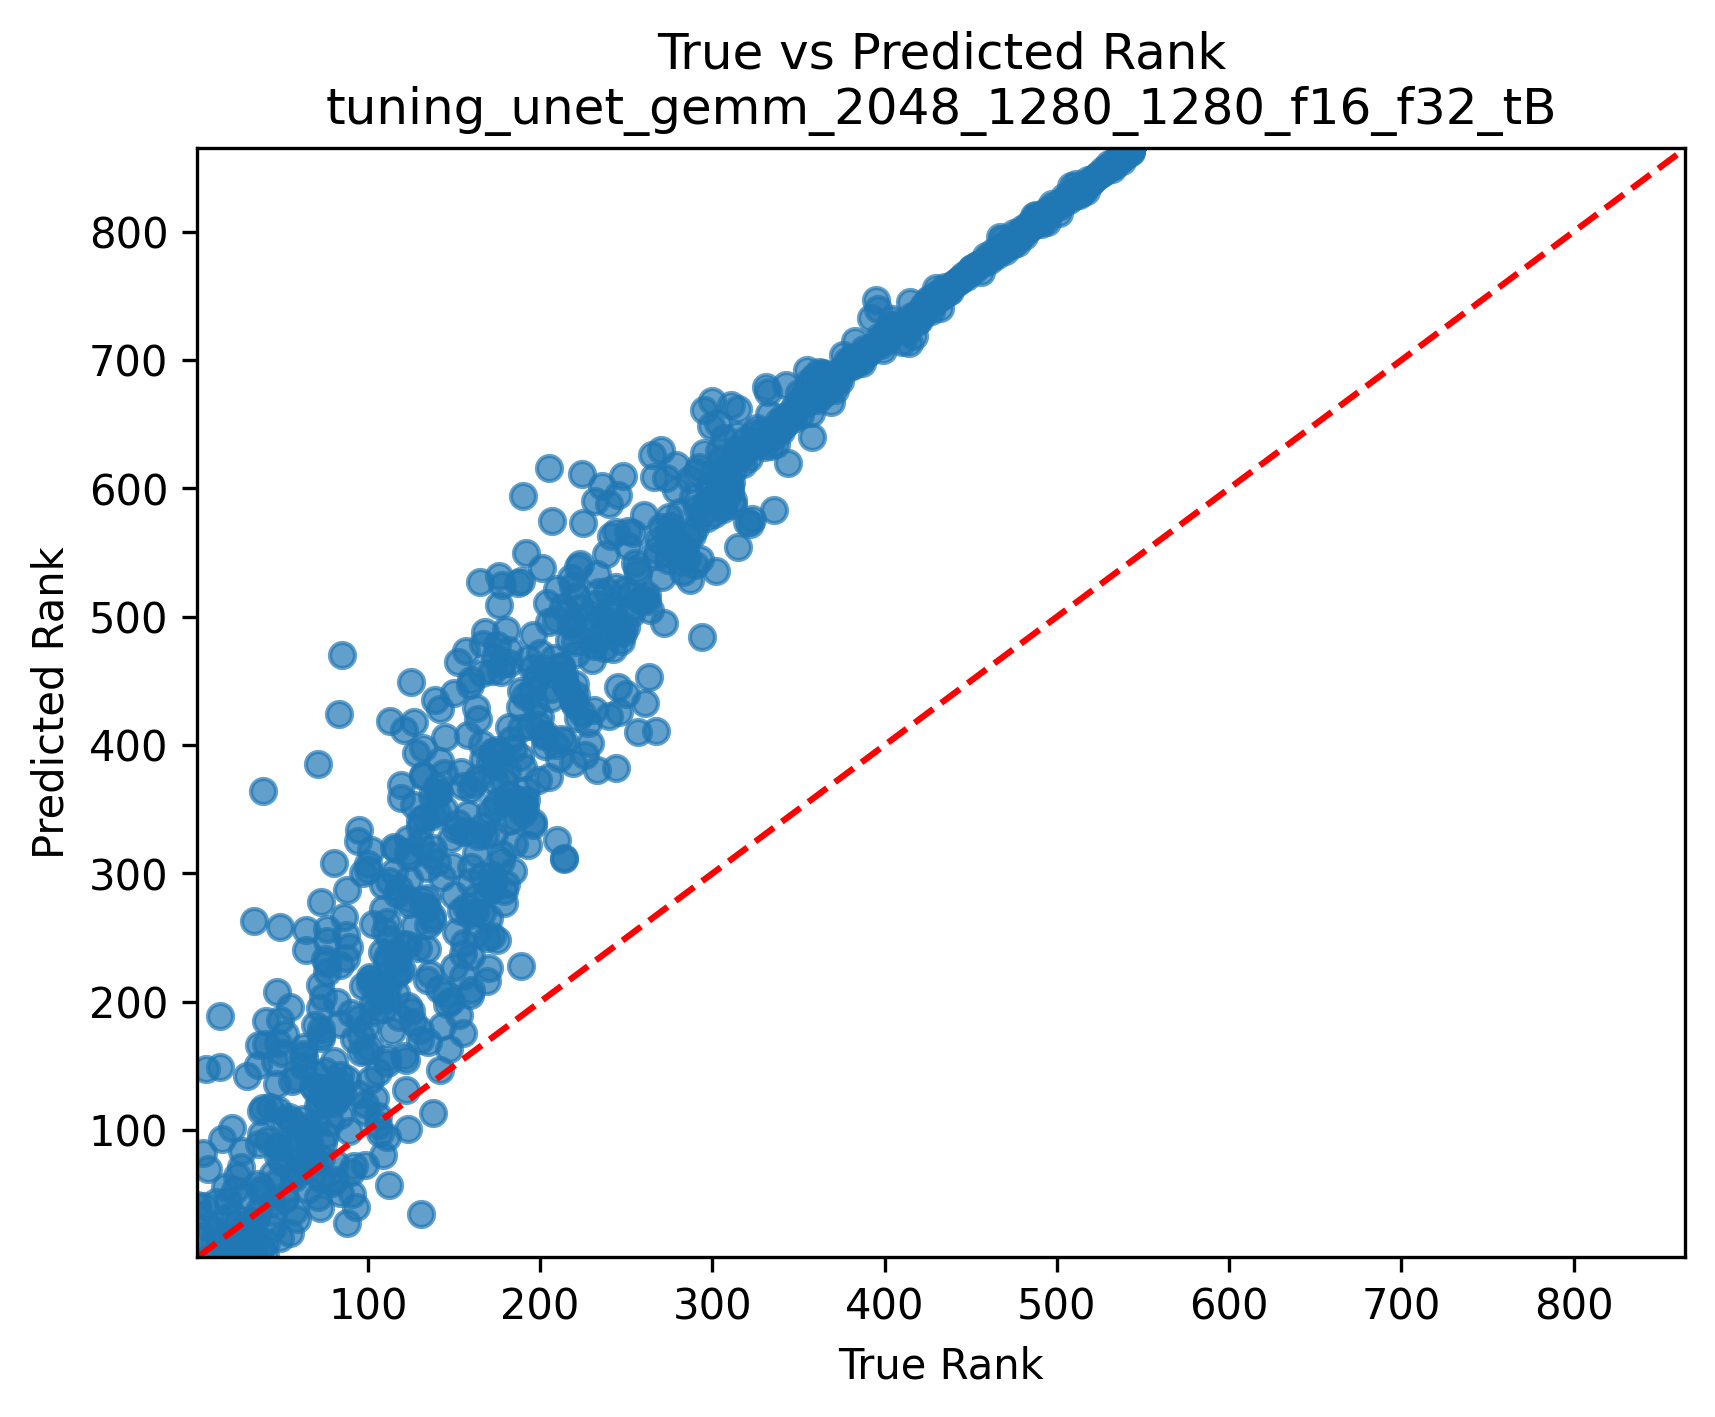 True vs Predicted Rank
tuning_unet_gemm_2048_1280_1280_f16_f32_tB
Predicted Rank
800
700
600
500
400
300
200
100
100 200 300 400 500 600 700 800
True Rank